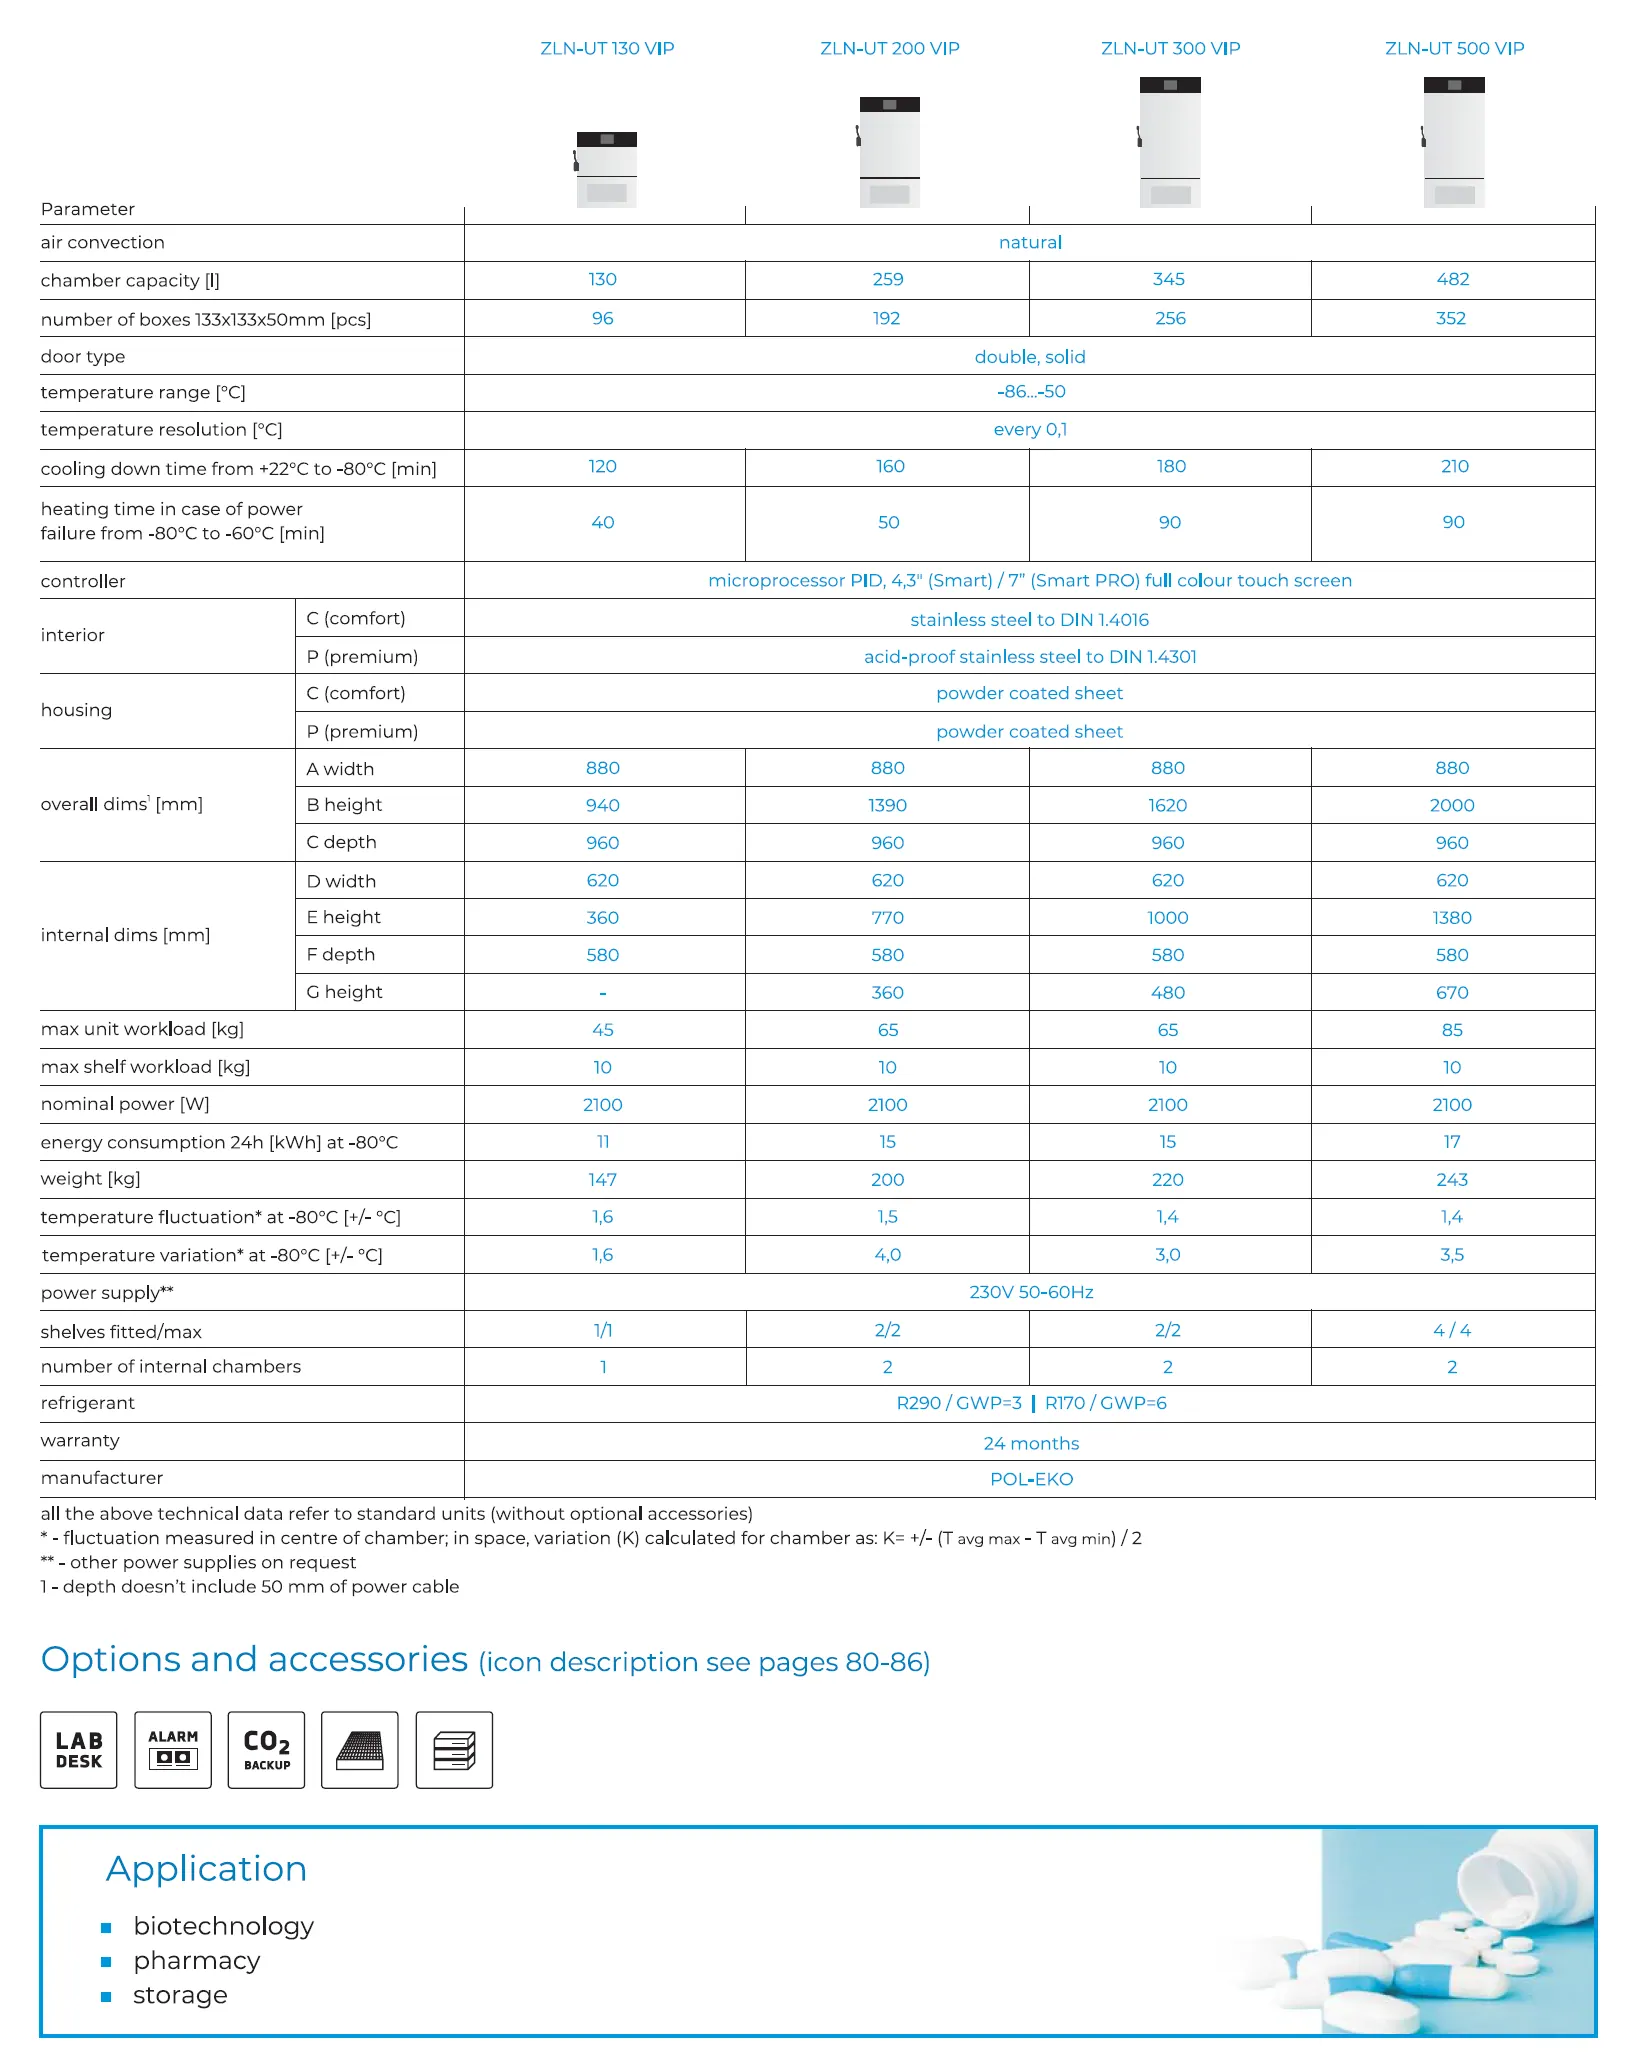 ZLN-UT 130 VIP ZLN-UT 200 VIP ZLN-UT 300 VIP ZLN-UT 500 VIP
Parameter
air convection natural
chamber capacity [l] 130 259 345 482
number of boxes 133x133x50mm [pcs] 96 192 256 352
door type double, solid
temperature range [°C] -86...-50
temperature resolution [°C] every 0,1
cooling down time from +22°C to -80°C [min] 120 160 180 210
heating time in case of power
failure from -80°C to -60°C [min] 40 50 90 90
controller microprocessor PID, 4,3" (Smart) / 7” (Smart PRO) full colour touch screen
interior C (comfort) stainless steel to DIN 1.4016
P (premium) acid-proof stainless steel to DIN 1.4301
housing C (comfort) powder coated sheet
P (premium) powder coated sheet
overall dims¹ [mm] A width 880 880 880 880
B height 940 1390 1620 2000
C depth 960 960 960 960
internal dims [mm] D width 620 620 620 620
E height 360 770 1000 1380
F depth 580 580 580 580
G height - 360 480 670
max unit workload [kg] 45 65 65 85
max shelf workload [kg] 10 10 10 10
nominal power [W] 2100 2100 2100 2100
energy consumption 24h [kWh] at -80°C 11 15 15 17
weight [kg] 147 200 220 243
temperature fluctuation* at -80°C [+/- °C] 1,6 1,5 1,4 1,4
temperature variation* at -80°C [+/- °C] 1,6 4,0 3,0 3,5
power supply** 230V 50-60Hz
shelves fitted/max 1/1 2/2 2/2 4 / 4
number of internal chambers 1 2 2 2
refrigerant R290 / GWP=3 | R170 / GWP=6
warranty 24 months
manufacturer POL-EKO
all the above technical data refer to standard units (without optional accessories)
* - fluctuation measured in centre of chamber; in space, variation (K) calculated for chamber as: K= +/- (T avg max - T avg min) / 2
** - other power supplies on request
1 - depth doesn’t include 50 mm of power cable
Options and accessories (icon description see pages 80-86)
LAB DESK
ALARM
CO₂ BACKUP
Application
biotechnology
pharmacy
storage